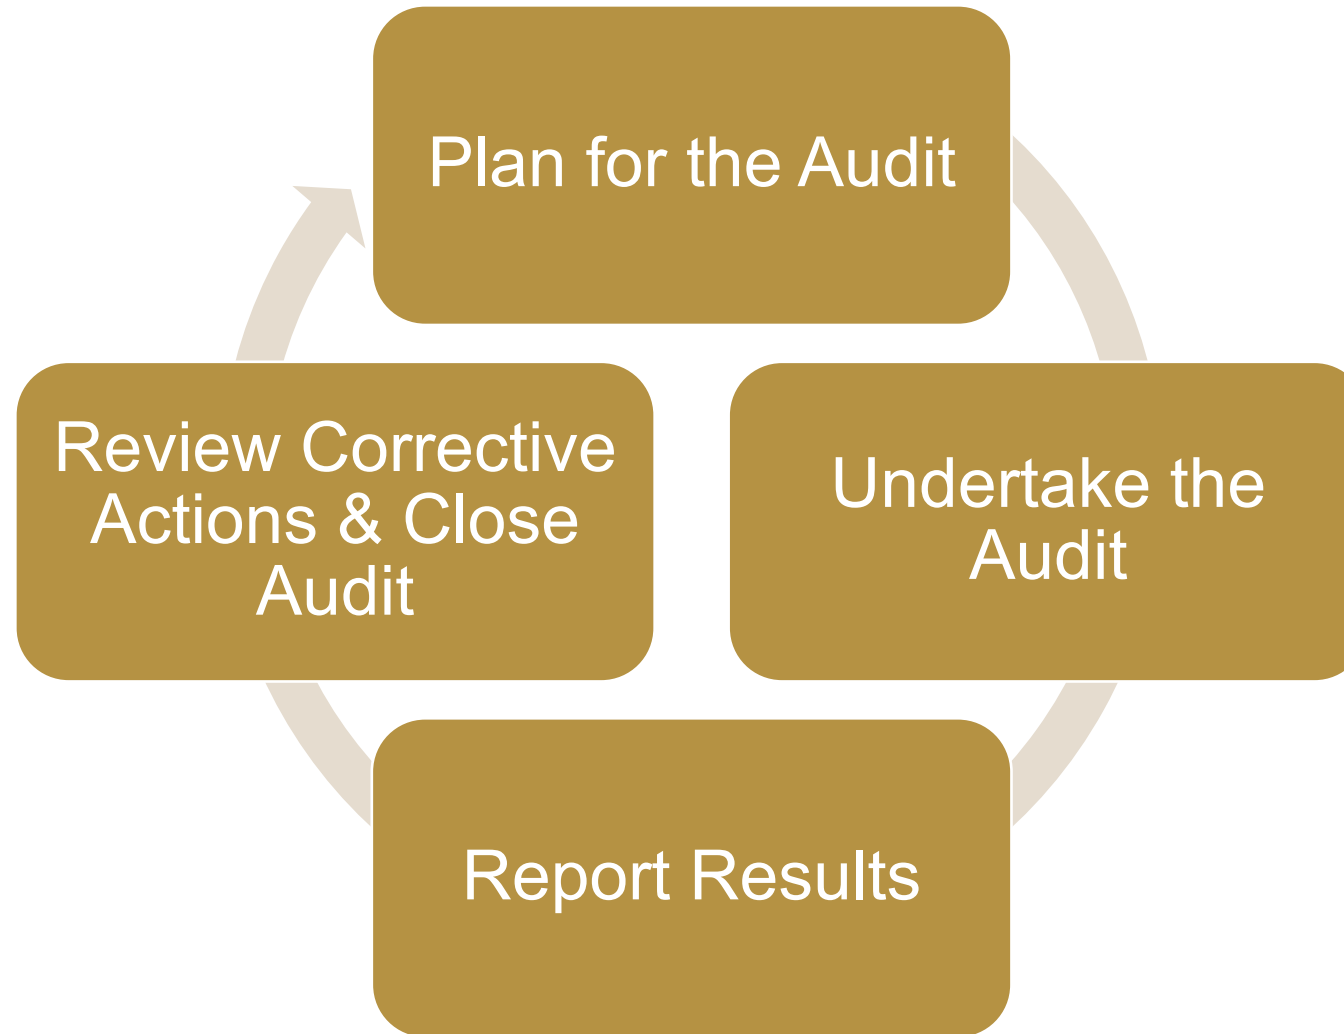 Plan for the Audit
Undertake the
Audit
Report Results
Review Corrective
Actions & Close
Audit